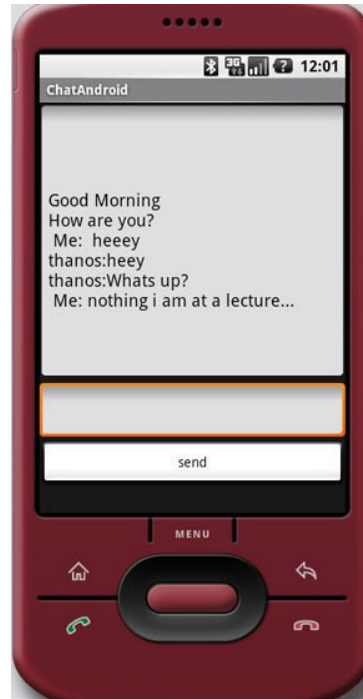 3G
12:01
ChatAndroid
Good Morning
How are you?
Me:  heeey
thanos:heey
thanos:Whats up?
Me: nothing i am at a lecture...
send
MENU